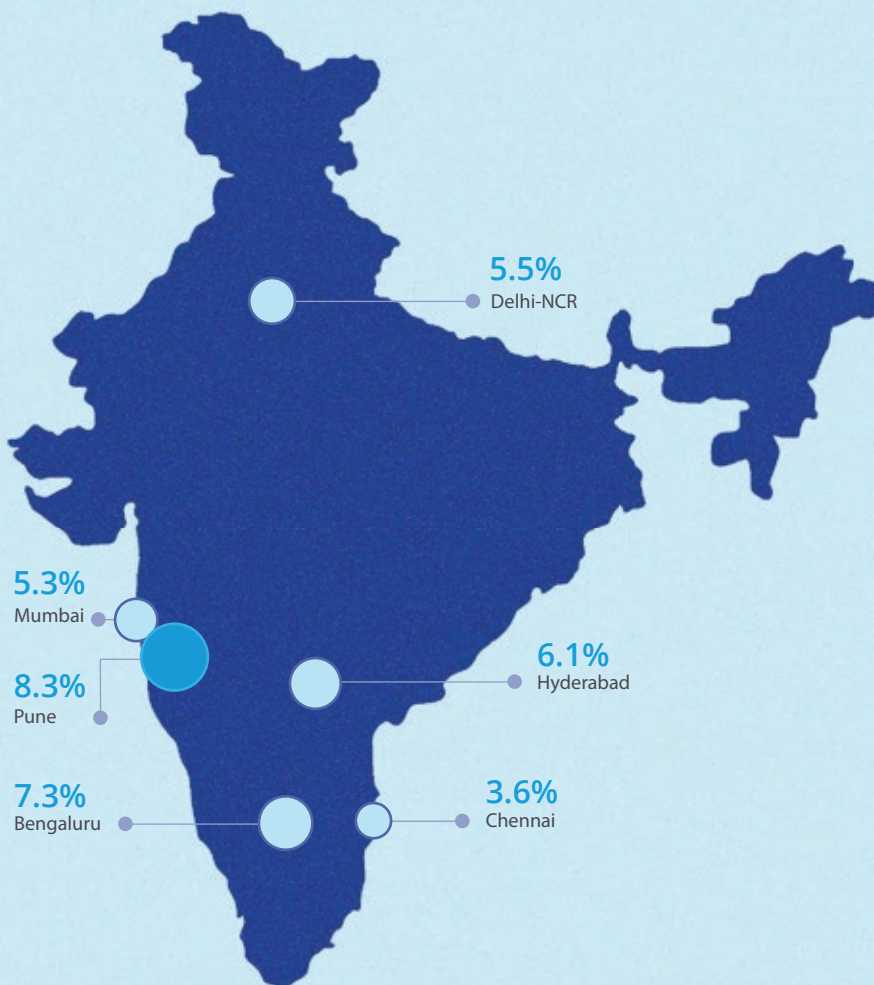 5.5%
Delhi-NCR
5.3%
Mumbai
8.3%
Pune
6.1%
Hyderabad
7.3%
Bengaluru
3.6%
Chennai